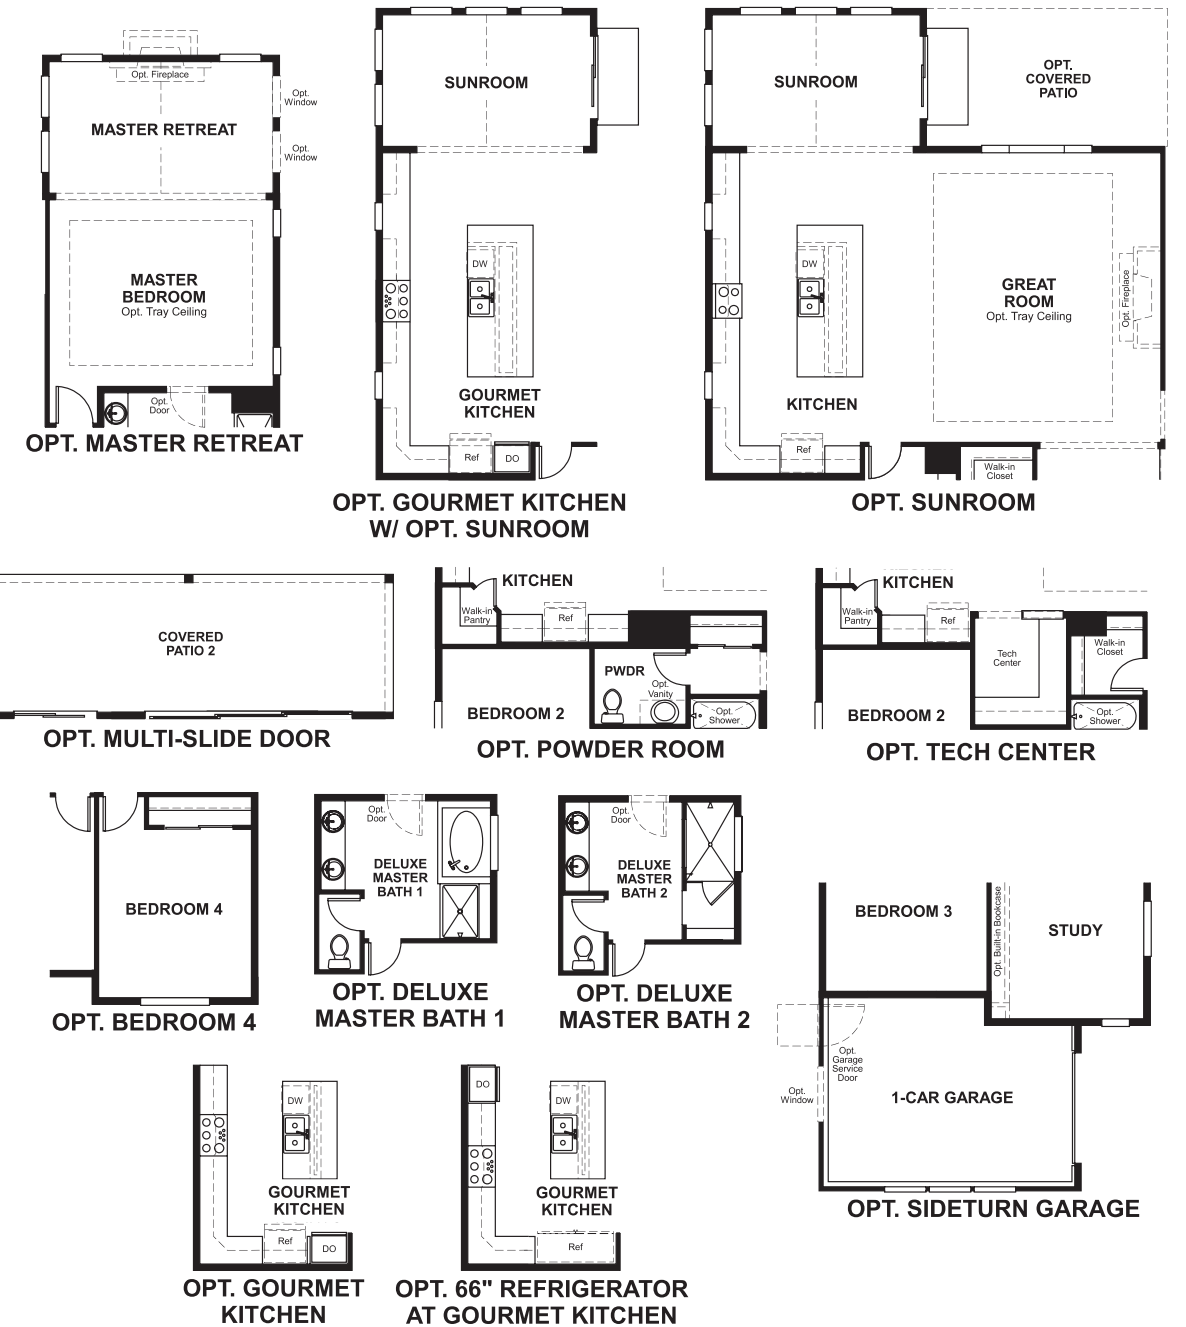 Opt. Fireplace
Opt.
Window
MASTER RETREAT
Opt.
Window
MASTER
BEDROOM
Opt. Tray Ceiling
Opt.
Door
OPT. MASTER RETREAT
SUNROOM
DW
GOURMET
KITCHEN
Ref
DO
OPT. GOURMET KITCHEN
W/ OPT. SUNROOM
SUNROOM
OPT.
COVERED
PATIO
DW
GREAT
ROOM
Opt. Tray Ceiling
Opt. Fireplace
KITCHEN
Ref
Walk-in
Closet
OPT. SUNROOM
COVERED
PATIO 2
OPT. MULTI-SLIDE DOOR
KITCHEN
Walk-in
Pantry
Ref
PWDR
Opt.
Vanity
BEDROOM 2
Opt.
Shower
OPT. POWDER ROOM
KITCHEN
Walk-in
Pantry
Ref
Tech
Center
Walk-in
Closet
BEDROOM 2
Opt.
Shower
OPT. TECH CENTER
BEDROOM 4
OPT. BEDROOM 4
Opt.
Door
DELUXE
MASTER
BATH 1
OPT. DELUXE
MASTER BATH 1
Opt.
Door
DELUXE
MASTER
BATH 2
OPT. DELUXE
MASTER BATH 2
BEDROOM 3
Opt. Built-in Bookcase
STUDY
Opt.
Garage
Service
Door
Opt.
Window
1-CAR GARAGE
OPT. SIDETURN GARAGE
DW
GOURMET
KITCHEN
Ref
DO
OPT. GOURMET
KITCHEN
DO
DW
GOURMET
KITCHEN
Ref
OPT. 66" REFRIGERATOR
AT GOURMET KITCHEN